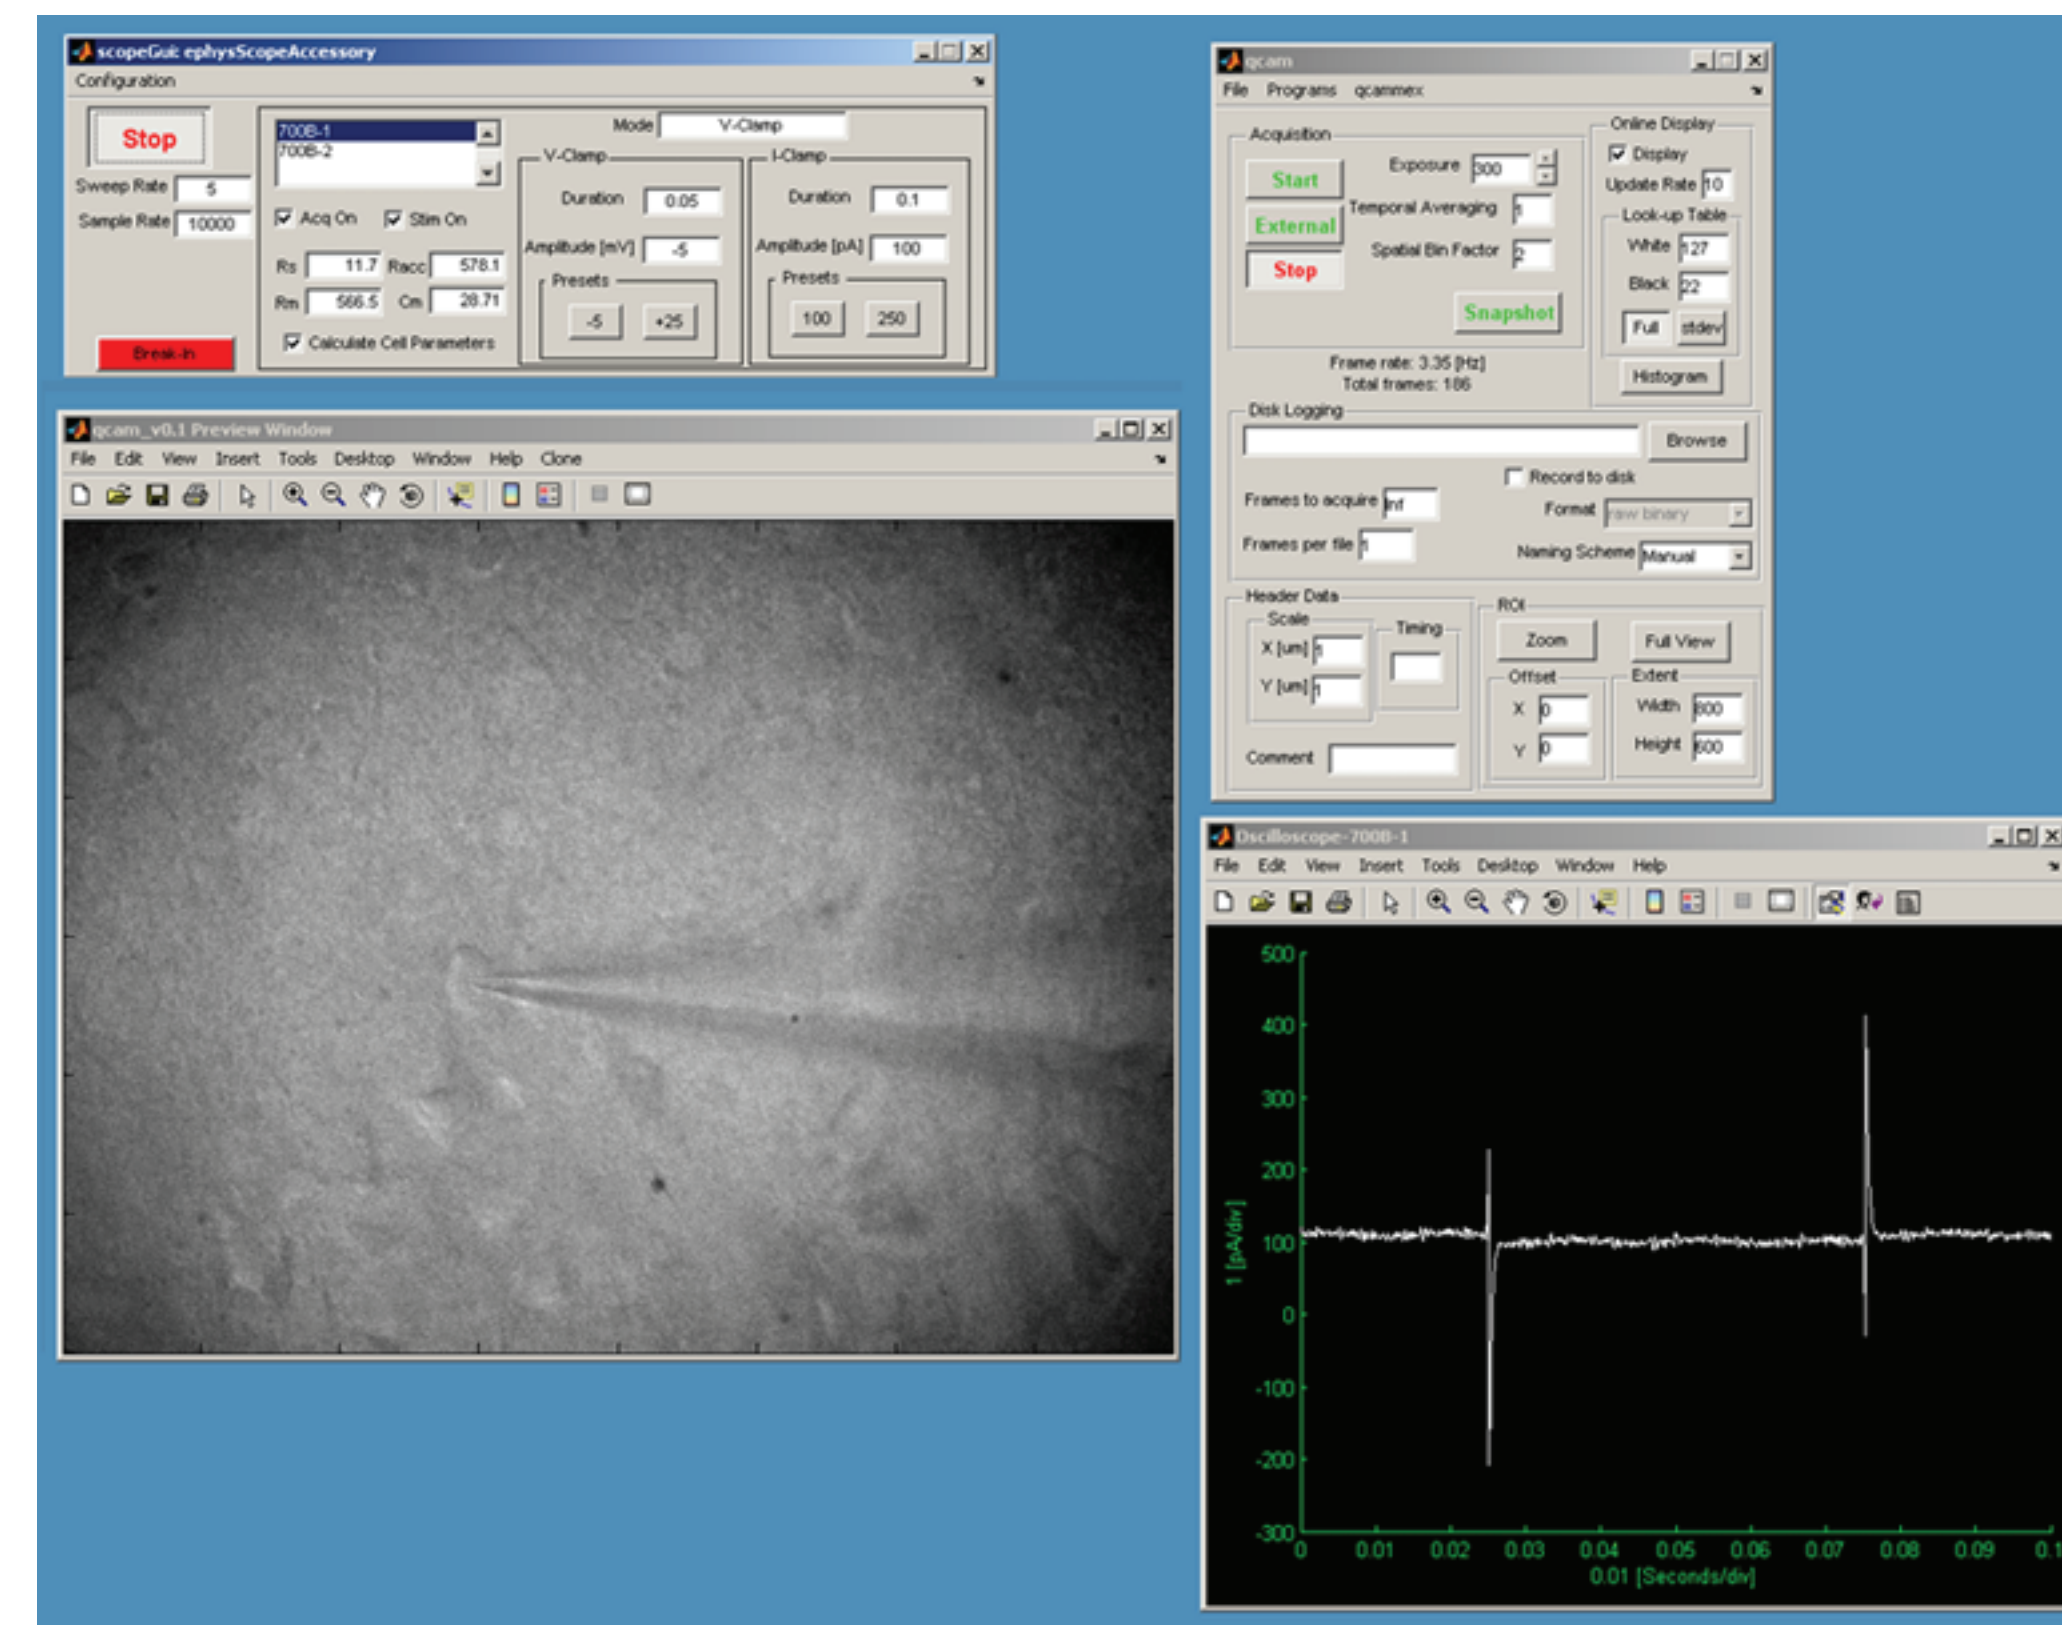 scopeGui: ephysScopeAccessory
Configuration
Stop
Sweep Rate 5
Sample Rate 10000
Break-In
700B-1
700B-2
Acq On Stim On
Rs 11.7 Racc 578.1
Rm 566.5 Cm 28.71
Calculate Cell Parameters
Mode V-Clamp
V-Clamp
Duration 0.05
Amplitude [mV] -5
Presets
-5 +25
I-Clamp
Duration 0.1
Amplitude [pA] 100
Presets
100 250
qcam
File Programs qcammex
Acquisition
Start
External
Stop
Exposure 300
Temporal Averaging 1
Spatial Bin Factor 2
Snapshot
Frame rate: 3.35 [Hz]
Total frames: 186
Online Display
Display
Update Rate 10
Look-up Table
White 127
Black 22
Full stdev
Histogram
Disk Logging
Browse
Record to disk
Frames to acquire Inf
Format raw binary
Frames per file 1
Naming Scheme Manual
Header Data
Scale
X [um] 1
Y [um] 1
Timing
Comment
ROI
Zoom Full View
Offset
X 0
Y 0
Extent
Width 800
Height 600
qcam_v0.1 Preview Window
File Edit View Insert Tools Desktop Window Help Clone
Oscilloscope-700B-1
File Edit View Insert Tools Desktop Window Help
500
400
300
200
100
0
-100
-200
-300
1 [pA/div]
0 0.01 0.02 0.03 0.04 0.05 0.06 0.07 0.08 0.09 0.1
0.01 [Seconds/div]